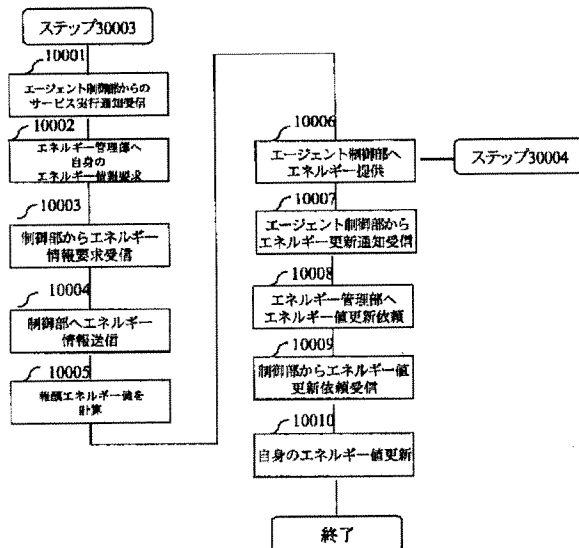 ステップ30003
10001
エージェント制御部からの
サービス実行通知受信
10002
エネルギー管理部へ
自身の
エネルギー情報要求
10003
制御部からエネルギー
情報要求受信
10004
制御部へエネルギー
情報送信
10005
報酬エネルギー値を
計算
10006
エージェント制御部へ
エネルギー提供
ステップ30004
10007
エージェント制御部から
エネルギー更新通知受信
10008
エネルギー管理部へ
エネルギー値更新依頼
10009
制御部からエネルギー値
更新依頼受信
10010
自身のエネルギー値更新
終了